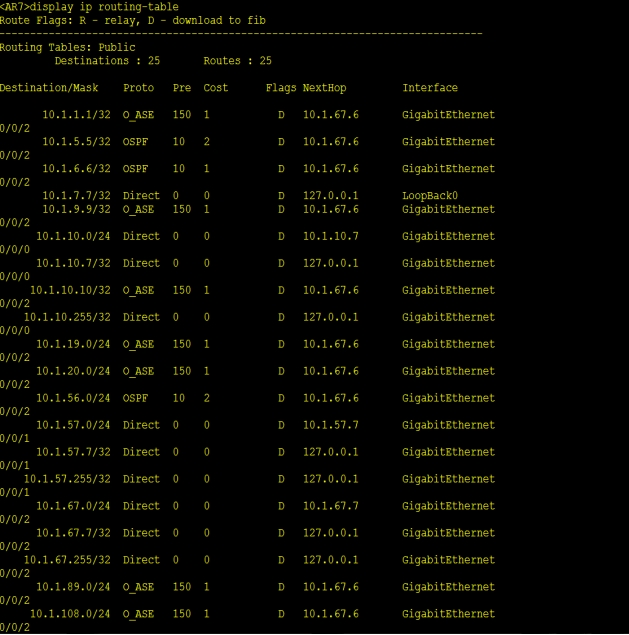 <AR7>display ip routing-table
Route Flags: R - relay, D - download to fib
------------------------------------------------------------------------------
Routing Tables: Public
         Destinations : 25       Routes : 25
Destination/Mask    Proto   Pre  Cost      Flags NextHop         Interface
10.1.1.1/32  O_ASE   150  1           D   10.1.67.6       GigabitEthernet
0/0/2
10.1.5.5/32  OSPF    10   2           D   10.1.67.6       GigabitEthernet
0/0/2
10.1.6.6/32  OSPF    10   1           D   10.1.67.6       GigabitEthernet
0/0/2
10.1.7.7/32  Direct  0    0           D   127.0.0.1       LoopBack0
10.1.9.9/32  O_ASE   150  1           D   10.1.67.6       GigabitEthernet
0/0/2
10.1.10.0/24  Direct  0    0           D   10.1.10.7       GigabitEthernet
0/0/0
10.1.10.7/32  Direct  0    0           D   127.0.0.1       GigabitEthernet
0/0/0
10.1.10.10/32  O_ASE   150  1           D   10.1.67.6       GigabitEthernet
0/0/2
10.1.10.255/32  Direct  0    0           D   127.0.0.1       GigabitEthernet
0/0/0
10.1.19.0/24  O_ASE   150  1           D   10.1.67.6       GigabitEthernet
0/0/2
10.1.20.0/24  O_ASE   150  1           D   10.1.67.6       GigabitEthernet
0/0/2
10.1.56.0/24  OSPF    10   2           D   10.1.67.6       GigabitEthernet
0/0/2
10.1.57.0/24  Direct  0    0           D   10.1.57.7       GigabitEthernet
0/0/1
10.1.57.7/32  Direct  0    0           D   127.0.0.1       GigabitEthernet
0/0/1
10.1.57.255/32  Direct  0    0           D   127.0.0.1       GigabitEthernet
0/0/1
10.1.67.0/24  Direct  0    0           D   10.1.67.7       GigabitEthernet
0/0/2
10.1.67.7/32  Direct  0    0           D   127.0.0.1       GigabitEthernet
0/0/2
10.1.67.255/32  Direct  0    0           D   127.0.0.1       GigabitEthernet
0/0/2
10.1.89.0/24  O_ASE   150  1           D   10.1.67.6       GigabitEthernet
0/0/2
10.1.108.0/24  O_ASE   150  1           D   10.1.67.6       GigabitEthernet
0/0/2